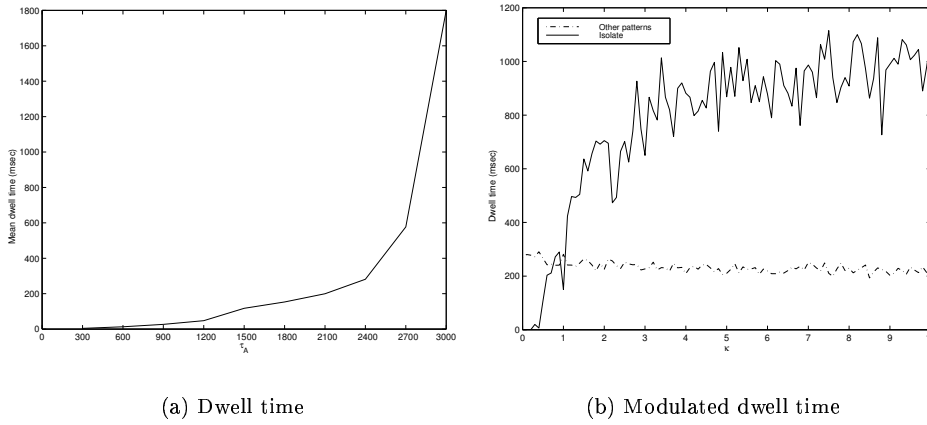 1800
1600
1400
1200
1000
800
600
400
200
0
Mean dwell time (msec)
0 300 600 900 1200 1500 1800 2100 2400 2700 3000
τA
(a) Dwell time
1200
1000
800
600
400
200
0
Dwell time (msec)
Other patterns
Isolate
0 1 2 3 4 5 6 7 8 9
κ
(b) Modulated dwell time